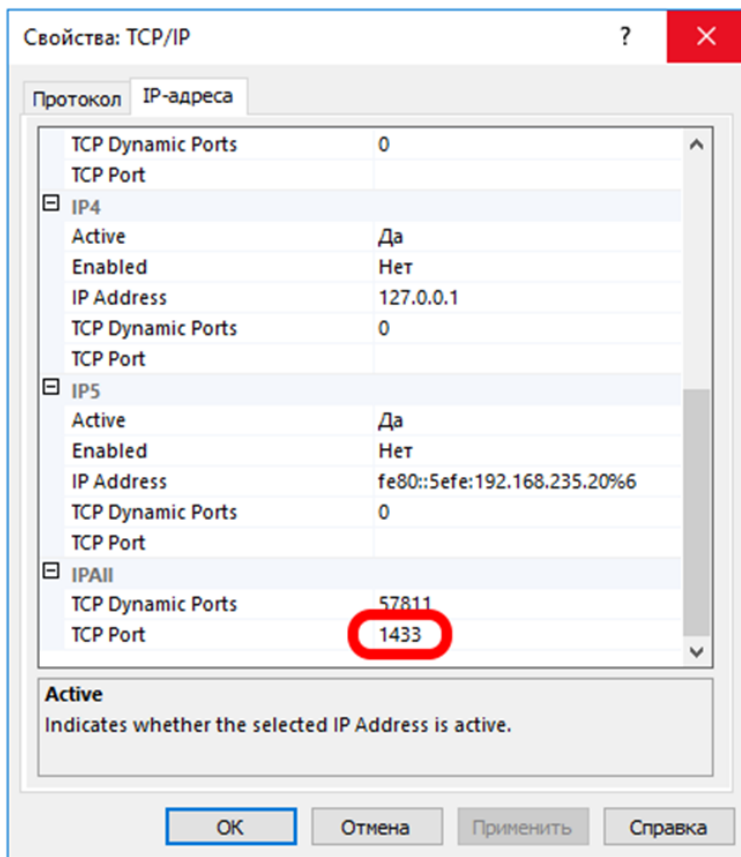 Свойства: TCP/IP ?
Протокол IP-адреса
TCP Dynamic Ports 0
TCP Port
IP4
Active Да
Enabled Нет
IP Address 127.0.0.1
TCP Dynamic Ports 0
TCP Port
IP5
Active Да
Enabled Нет
IP Address fe80::5efe:192.168.235.20%6
TCP Dynamic Ports 0
TCP Port
IPAll
TCP Dynamic Ports 57811
TCP Port 1433
Active
Indicates whether the selected IP Address is active.
ОК Отмена Применить Справка